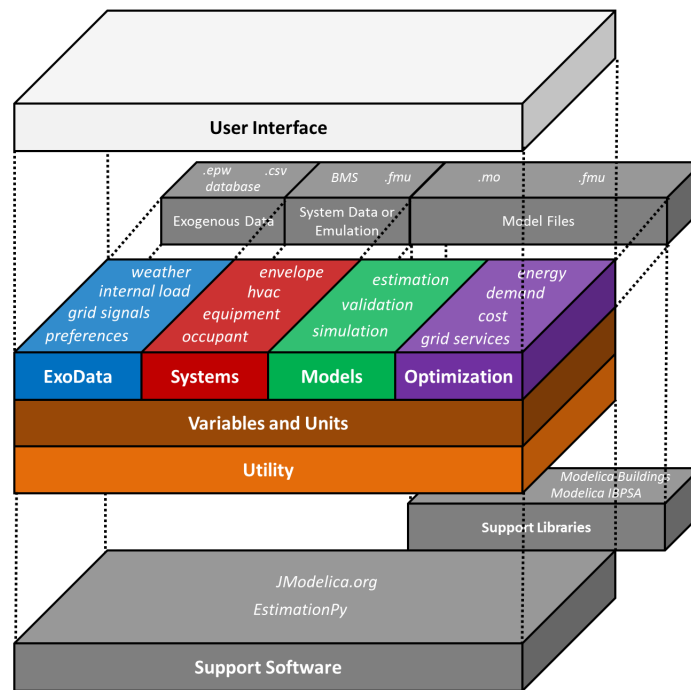 User Interface
.epw .csv
database
BMS .fmu
.mo .fmu
Exogenous Data
System Data or
Emulation
Model Files
weather
internal load
grid signals
preferences
envelope
hvac
equipment
occupant
estimation
validation
simulation
energy
demand
cost
grid services
ExoData
Systems
Models
Optimization
Variables and Units
Utility
Modelica Buildings
Modelica IBPSA
Support Libraries
JModelica.org
EstimationPy
Support Software